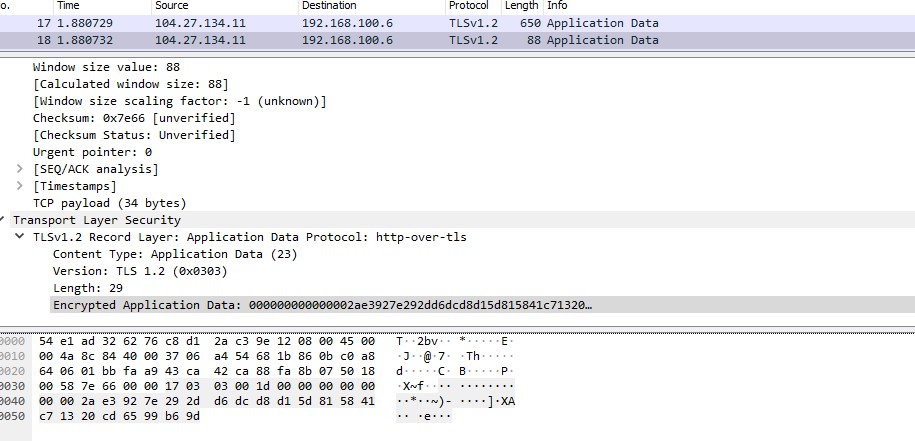 o. Time Source Destination Protocol Length Info
17 1.880729 104.27.134.11 192.168.100.6 TLSv1.2 650 Application Data
18 1.880732 104.27.134.11 192.168.100.6 TLSv1.2 88 Application Data
Window size value: 88
[Calculated window size: 88]
[Window size scaling factor: -1 (unknown)]
Checksum: 0x7e66 [unverified]
[Checksum Status: Unverified]
Urgent pointer: 0
[SEQ/ACK analysis]
[Timestamps]
TCP payload (34 bytes)
Transport Layer Security
TLSv1.2 Record Layer: Application Data Protocol: http-over-tls
Content Type: Application Data (23)
Version: TLS 1.2 (0x0303)
Length: 29
Encrypted Application Data: 000000000000002ae3927e292dd6dcd8d15d815841c71320…
0000 54 e1 ad 32 62 76 c8 d1 2a c3 9e 12 08 00 45 00 T··2bv·· *·····E·
0010 00 4a 8c 84 40 00 37 06 a4 54 68 1b 86 0b c0 a8 ·J··@·7· ·Th·····
0020 64 06 01 bb fa a9 43 ca 42 ca 88 fa 8b 07 50 18 d·····C· B·····P·
0030 00 58 7e 66 00 00 17 03 03 00 1d 00 00 00 00 00 ·X~f···· ········
0040 00 00 2a e3 92 7e 29 2d d6 dc d8 d1 5d 81 58 41 ··*··~)- ····]·XA
0050 c7 13 20 cd 65 99 b6 9d ·· ·e···